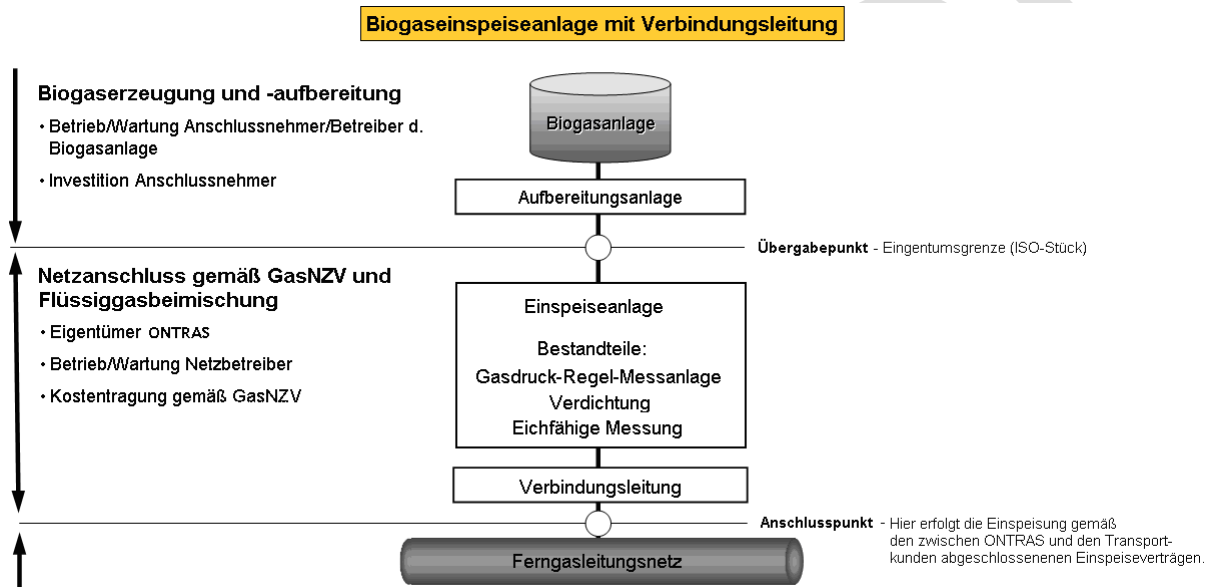 Biogaseinspeiseanlage mit Verbindungsleitung
Biogaserzeugung und -aufbereitung
· Betrieb/Wartung Anschlussnehmer/Betreiber d.
Biogasanlage
· Investition Anschlussnehmer
Biogasanlage
Aufbereitungsanlage
Übergabepunkt - Eingentumsgrenze (ISO-Stück)
Netzanschluss gemäß GasNZV und
Flüssiggasbeimischung
· Eigentümer ONTRAS
· Betrieb/Wartung Netzbetreiber
· Kostentragung gemäß GasNZV
Einspeiseanlage
Bestandteile:
Gasdruck-Regel-Messanlage
Verdichtung
Eichfähige Messung
Verbindungsleitung
Anschlusspunkt - Hier erfolgt die Einspeisung gemäß
den zwischen ONTRAS und den Transport-
kunden abgeschlossenenen Einspeiseverträgen.
Ferngasleitungsnetz